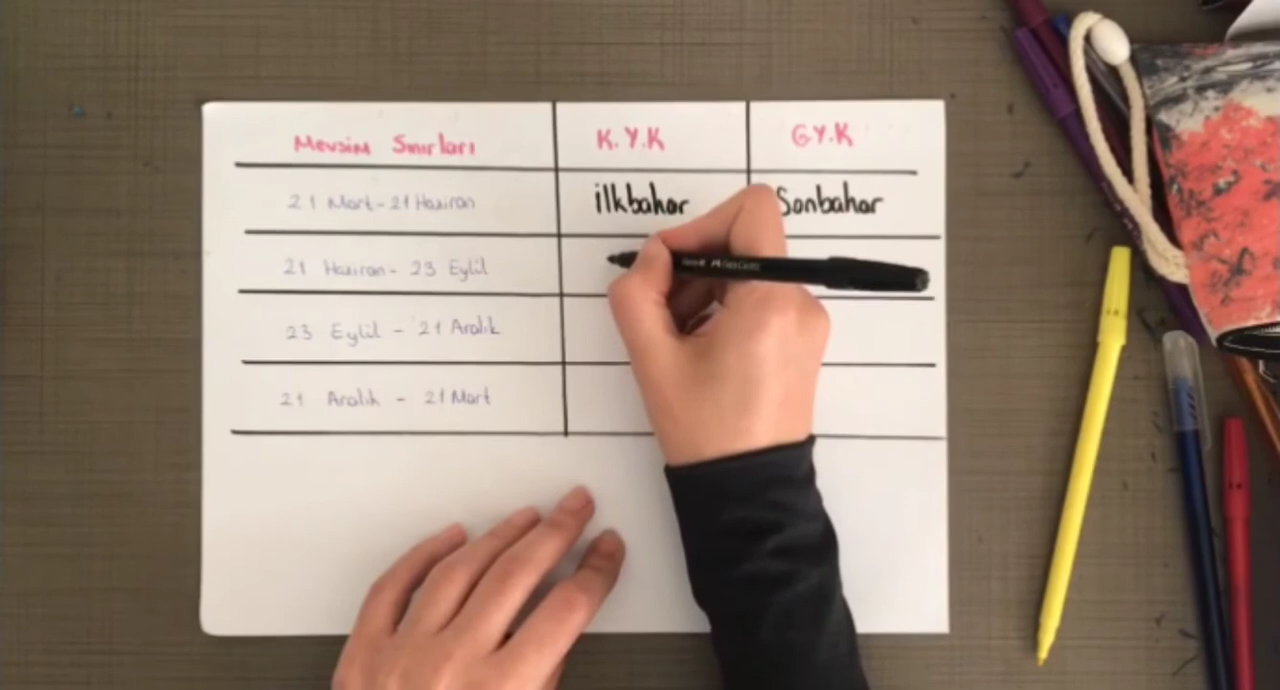 Mevsim Sınırları K.Y.K G.Y.K
21 Mart-21 Haziran ilkbahar Sonbahar
21 Haziran- 23 Eylül
23 Eylül - 21 Aralık
21 Aralık - 21 Mart